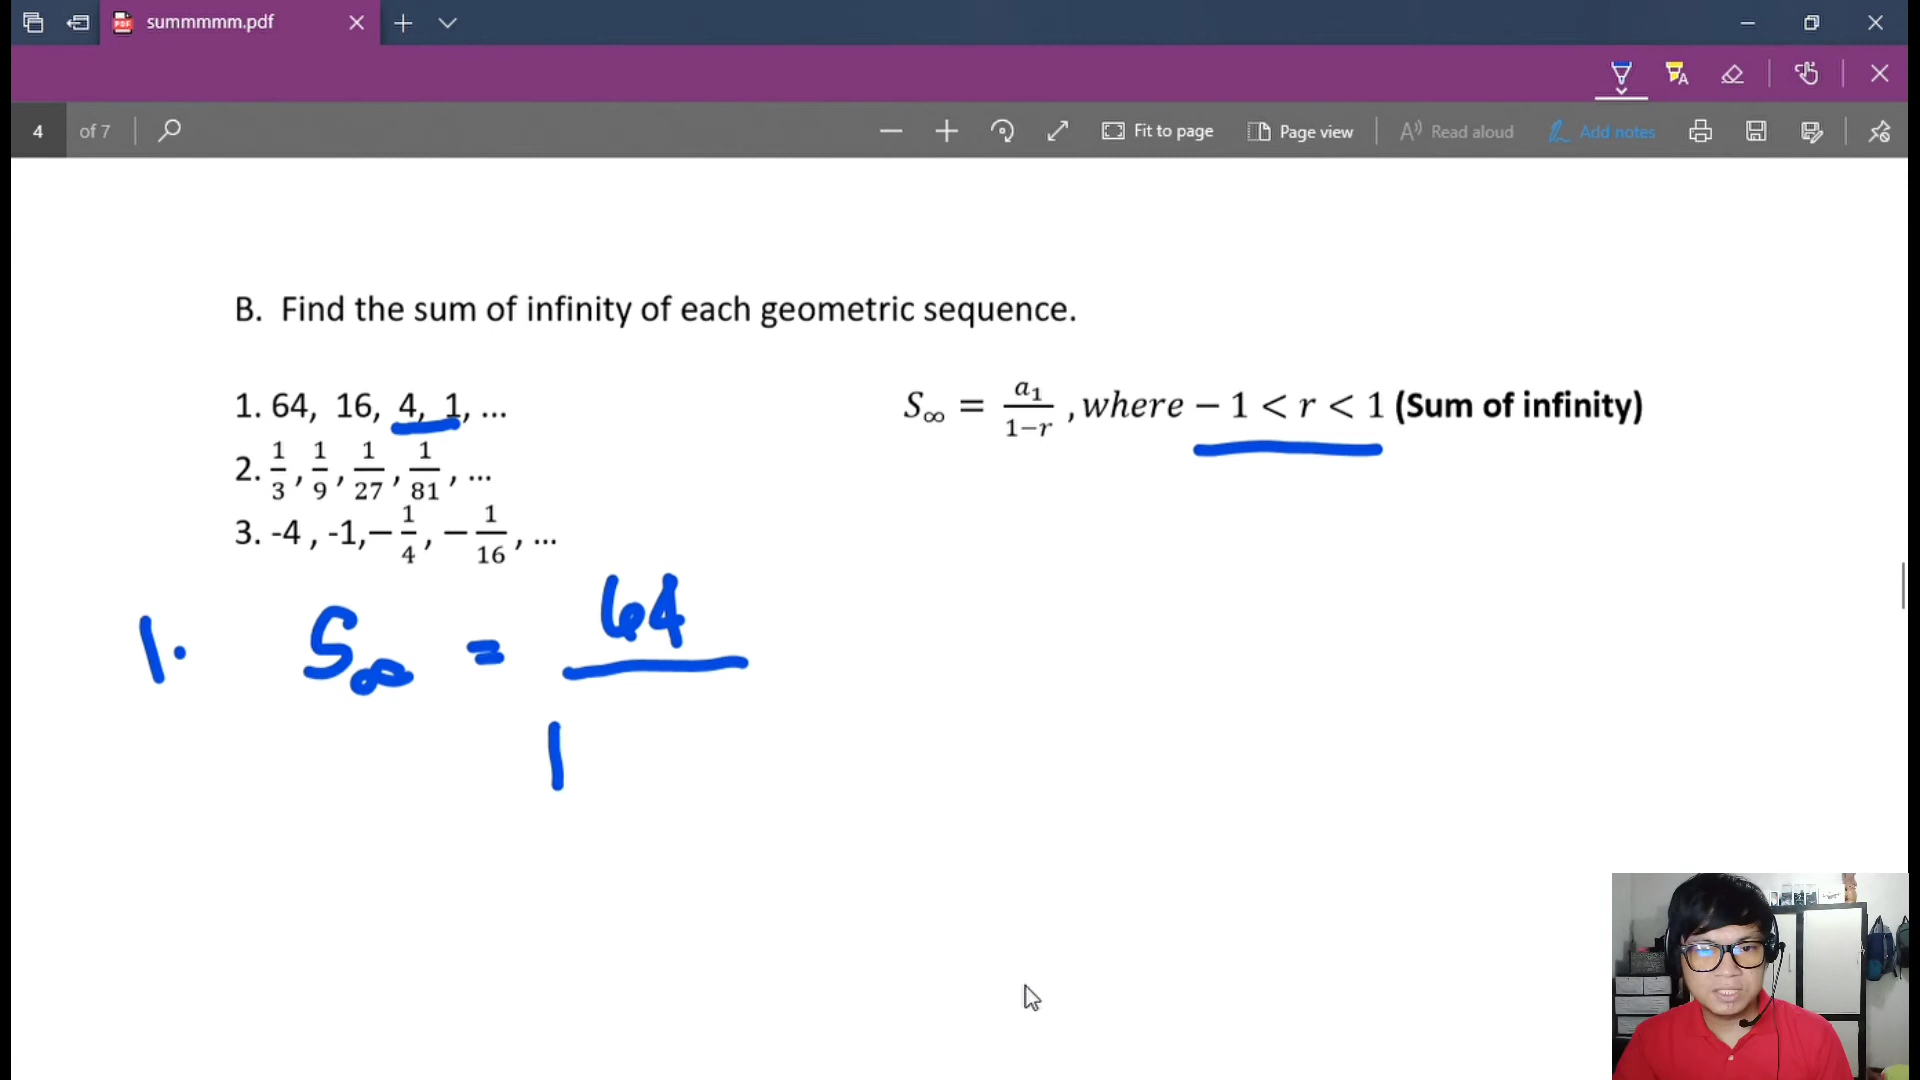 summmmm.pdf
4 of 7 Fit to page Page view Read aloud Add notes
B. Find the sum of infinity of each geometric sequence.
1. 64, 16, 4, 1, ...
S∞ = a₁/1−r , where − 1 < r < 1 (Sum of infinity)
2. 1/3, 1/9, 1/27, 1/81, ...
3. -4 , -1,−1/4, −1/16, ...
1. S∞ = 64/1